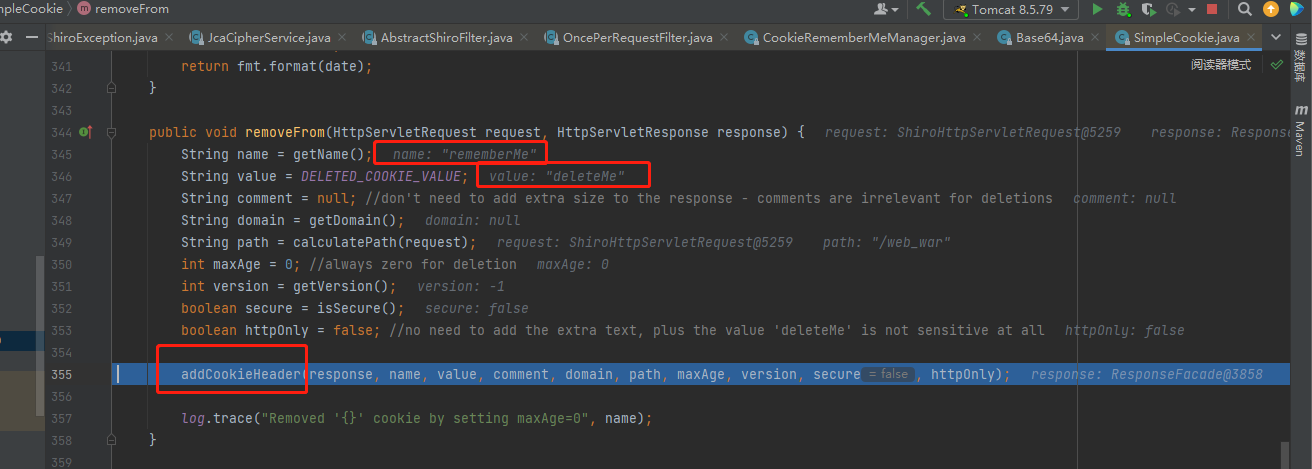 mpleCookie > m removeFrom
Tomcat 8.5.79
ShiroException.java JcaCipherService.java AbstractShiroFilter.java OncePerRequestFilter.java CookieRememberMeManager.java Base64.java SimpleCookie.java
阅读器模式
数据库
m Maven
341 return fmt.format(date);
342 }
343
344 public void removeFrom(HttpServletRequest request, HttpServletResponse response) { request: ShiroHttpServletRequest@5259 response: Respons
345 String name = getName(); name: "rememberMe"
346 String value = DELETED_COOKIE_VALUE; value: "deleteMe"
347 String comment = null; //don't need to add extra size to the response - comments are irrelevant for deletions comment: null
348 String domain = getDomain(); domain: null
349 String path = calculatePath(request); request: ShiroHttpServletRequest@5259 path: "/web_war"
350 int maxAge = 0; //always zero for deletion maxAge: 0
351 int version = getVersion(); version: -1
352 boolean secure = isSecure(); secure: false
353 boolean httpOnly = false; //no need to add the extra text, plus the value 'deleteMe' is not sensitive at all httpOnly: false
354
355 addCookieHeader(response, name, value, comment, domain, path, maxAge, version, secure = false , httpOnly); response: ResponseFacade@3858
356
357 log.trace("Removed '{}' cookie by setting maxAge=0", name);
358 }
359